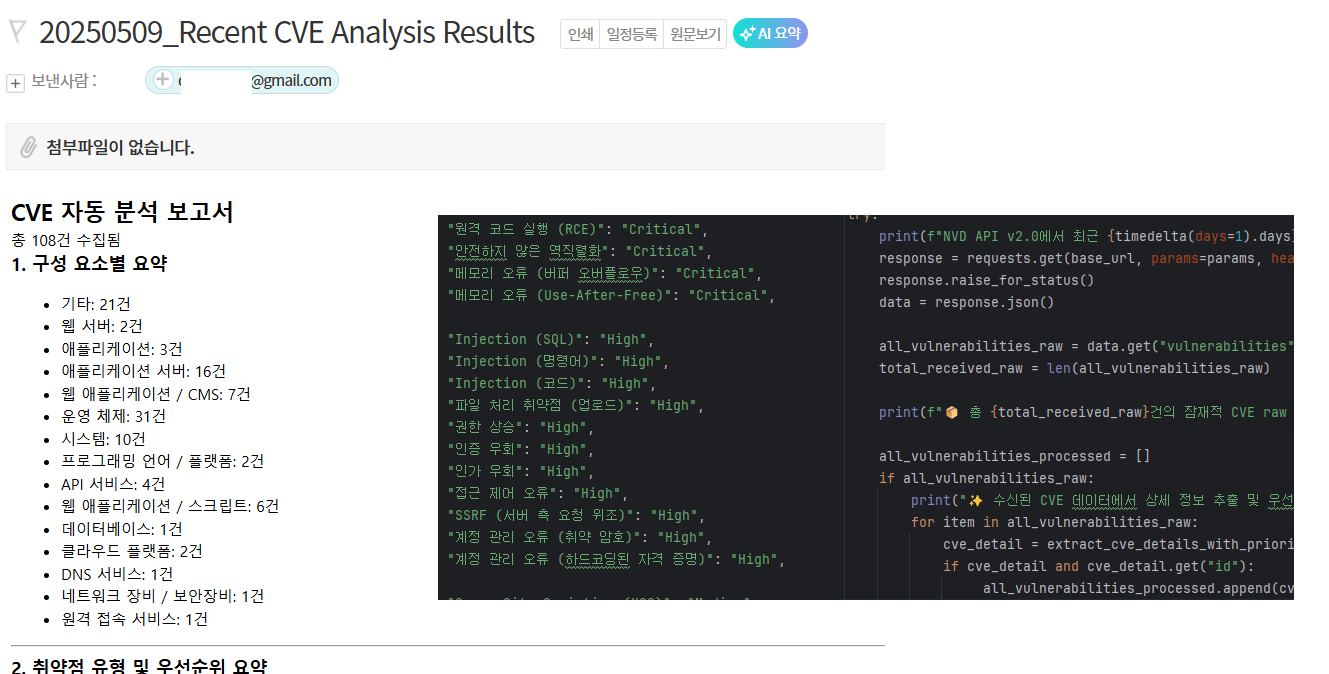 20250509_Recent CVE Analysis Results
인쇄 일정등록 원문보기 AI 요약
보낸사람 :
@gmail.com
첨부파일이 없습니다.
CVE 자동 분석 보고서
총 108건 수집됨
1. 구성 요소별 요약
기타: 21건
웹 서버: 2건
애플리케이션: 3건
애플리케이션 서버: 16건
웹 애플리케이션 / CMS: 7건
운영 체제: 31건
시스템: 10건
프로그래밍 언어 / 플랫폼: 2건
API 서비스: 4건
웹 애플리케이션 / 스크립트: 6건
데이터베이스: 1건
클라우드 플랫폼: 2건
DNS 서비스: 1건
네트워크 장비 / 보안장비: 1건
원격 접속 서비스: 1건
2. 취약점 유형 및 우선순위 요약
"원격 코드 실행 (RCE)": "Critical",
"안전하지 않은 역직렬화": "Critical",
"메모리 오류 (버퍼 오버플로우)": "Critical",
"메모리 오류 (Use-After-Free)": "Critical",
"Injection (SQL)": "High",
"Injection (명령어)": "High",
"Injection (코드)": "High",
"파일 처리 취약점 (업로드)": "High",
"권한 상승": "High",
"인증 우회": "High",
"인가 우회": "High",
"접근 제어 오류": "High",
"SSRF (서버 측 요청 위조)": "High",
"계정 관리 오류 (취약 암호)": "High",
"계정 관리 오류 (하드코딩된 자격 증명)": "High",
try:
print(f"NVD API v2.0에서 최근 {timedelta(days=1).days}
response = requests.get(base_url, params=params, hea
response.raise_for_status()
data = response.json()
all_vulnerabilities_raw = data.get("vulnerabilities"
total_received_raw = len(all_vulnerabilities_raw)
print(f"📦 총 {total_received_raw}건의 잠재적 CVE raw
all_vulnerabilities_processed = []
if all_vulnerabilities_raw:
print("✨ 수신된 CVE 데이터에서 상세 정보 추출 및 우선
for item in all_vulnerabilities_raw:
cve_detail = extract_cve_details_with_priori
if cve_detail and cve_detail.get("id"):
all_vulnerabilities_processed.append(cv